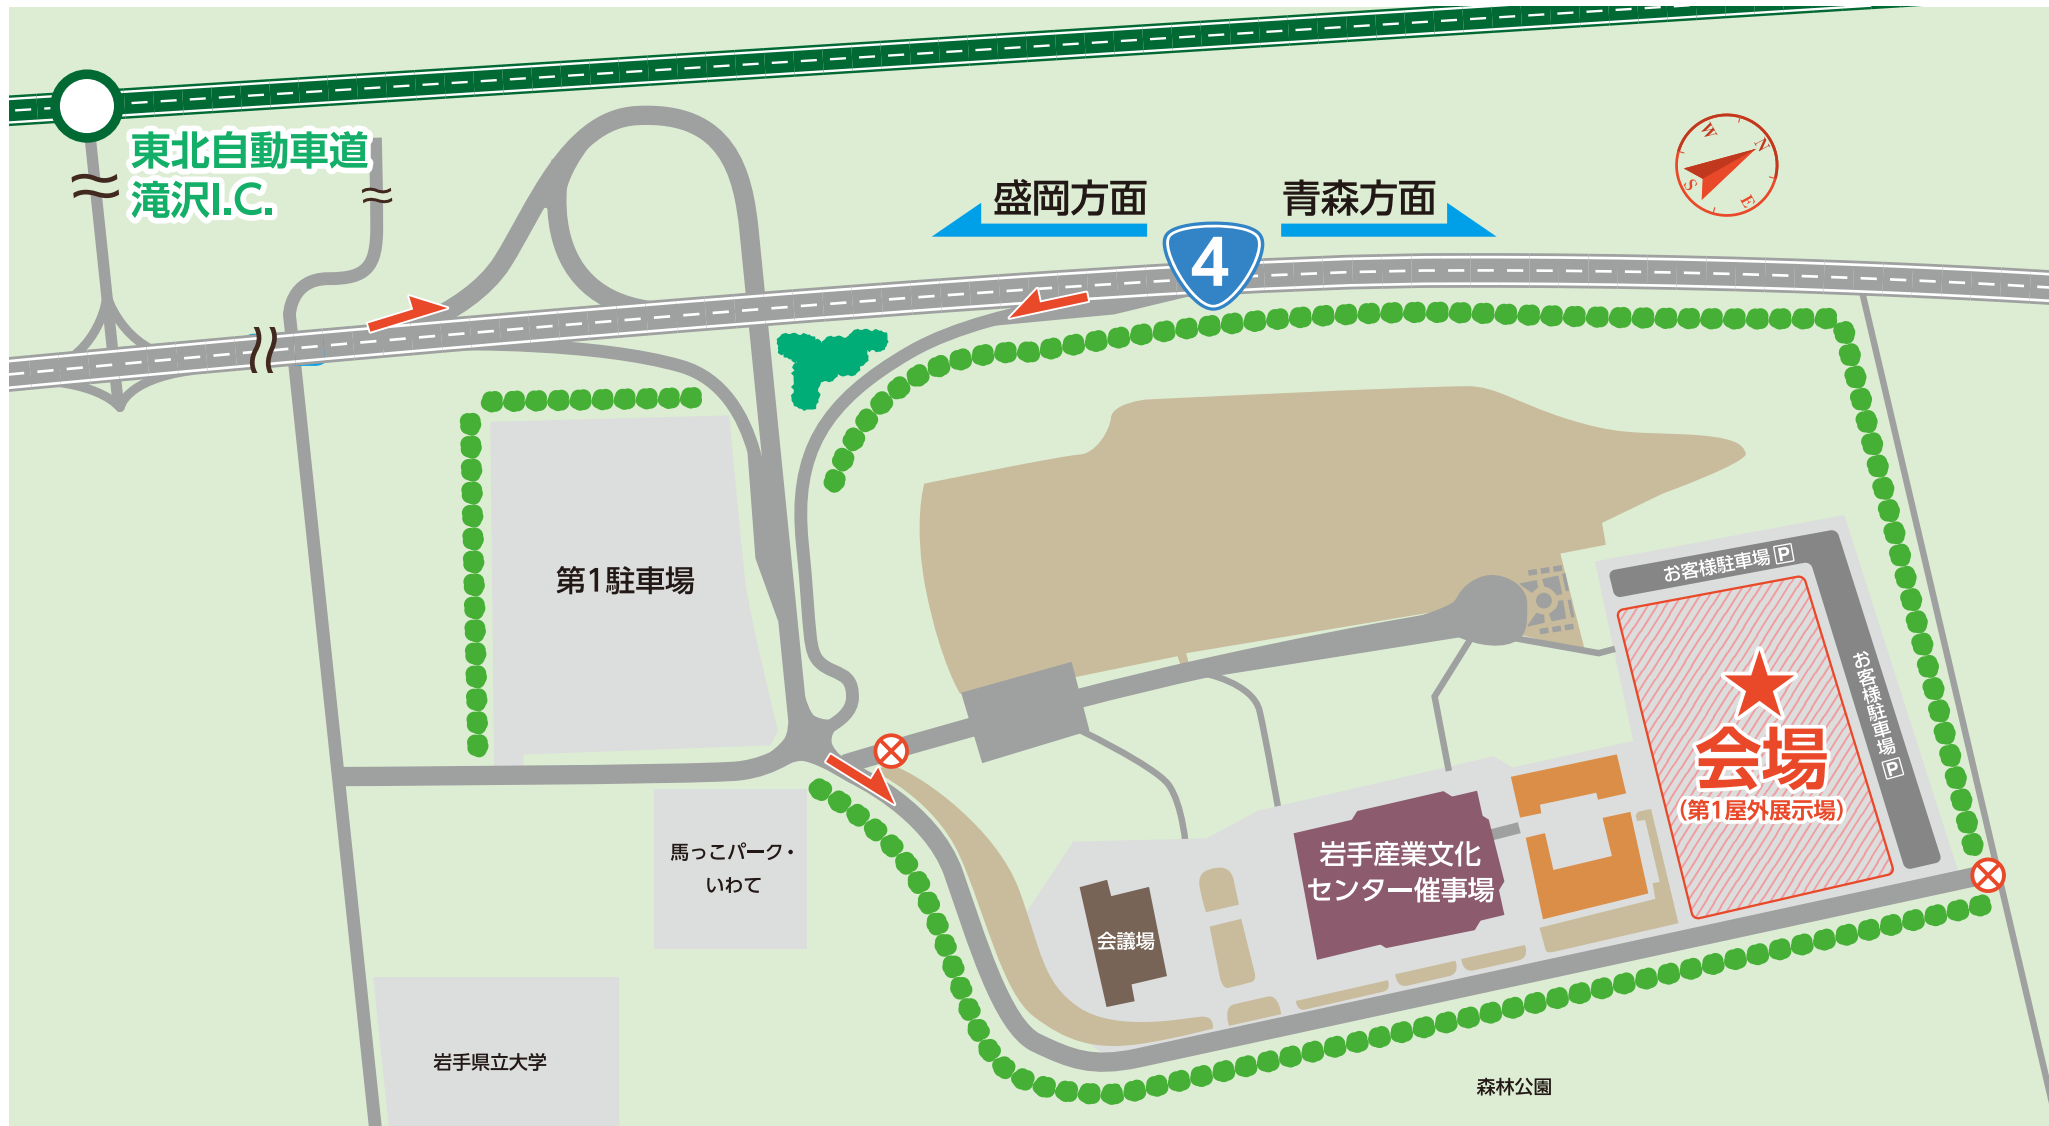 東北自動車道
滝沢I.C.
盛岡方面
青森方面
4
N
W
S
E
第1駐車場
お客様駐車場 P
お客様駐車場 P
会場
(第1屋外展示場)
馬っこパーク・
いわて
岩手産業文化
センター催事場
会議場
岩手県立大学
森林公園